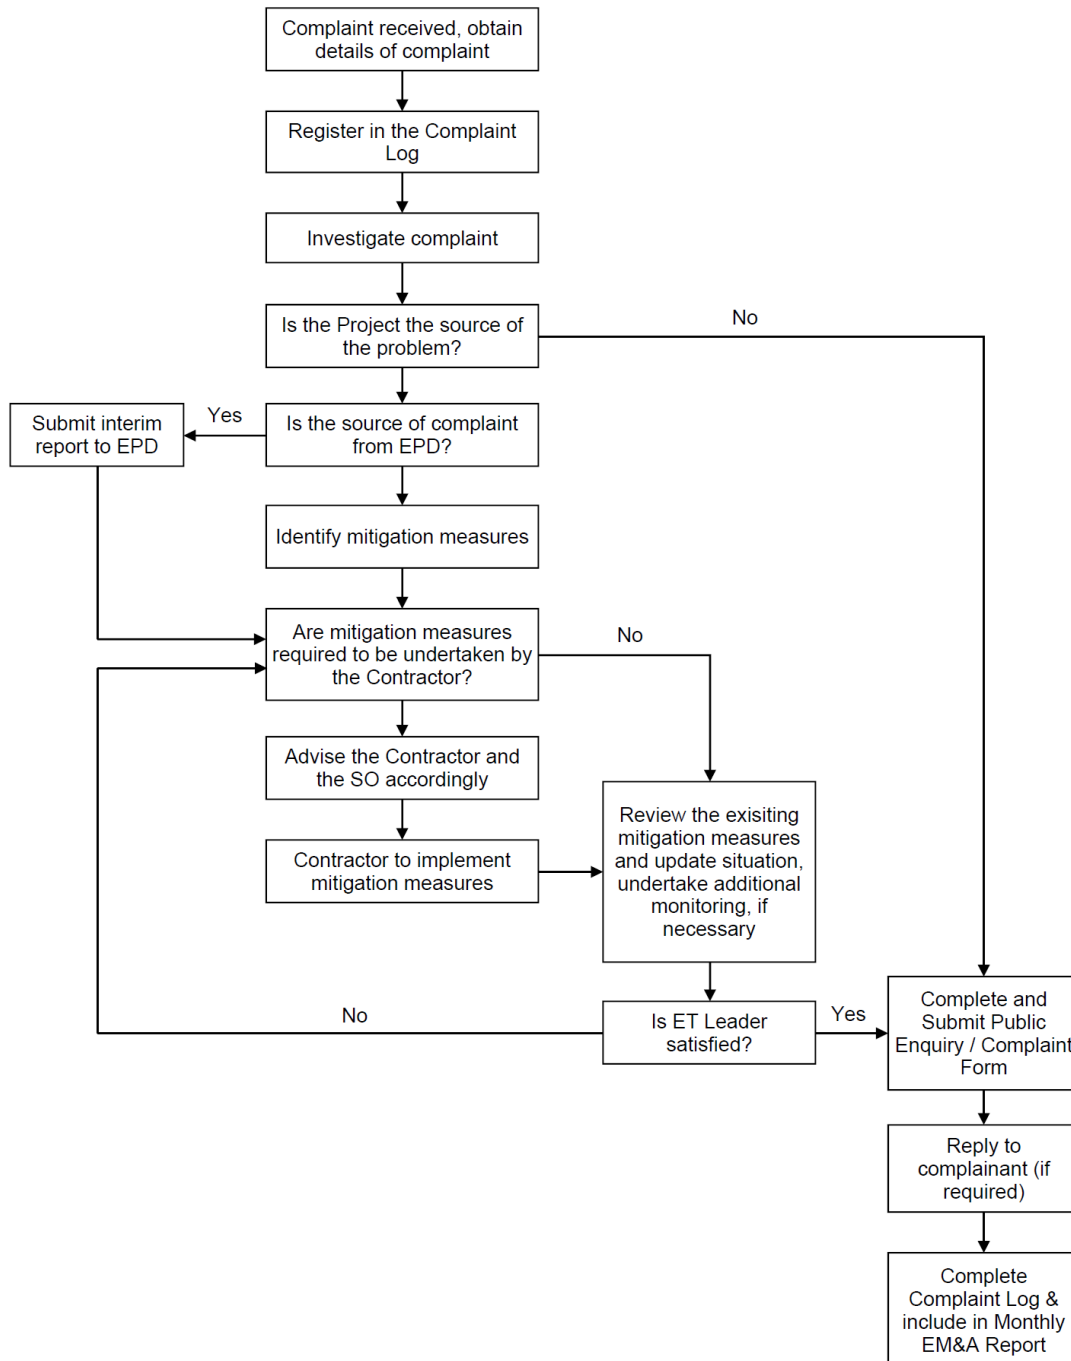 Complaint received, obtain
details of complaint
Register in the Complaint
Log
Investigate complaint
Is the Project the source of
the problem?
No
Submit interim
report to EPD
Yes
Is the source of complaint
from EPD?
Identify mitigation measures
Are mitigation measures
required to be undertaken by
the Contractor?
No
Advise the Contractor and
the SO accordingly
Contractor to implement
mitigation measures
Review the exisiting
mitigation measures
and update situation,
undertake additional
monitoring, if
necessary
No
Is ET Leader
satisfied?
Yes
Complete and
Submit Public
Enquiry / Complaint
Form
Reply to
complainant (if
required)
Complete
Complaint Log &
include in Monthly
EM&A Report